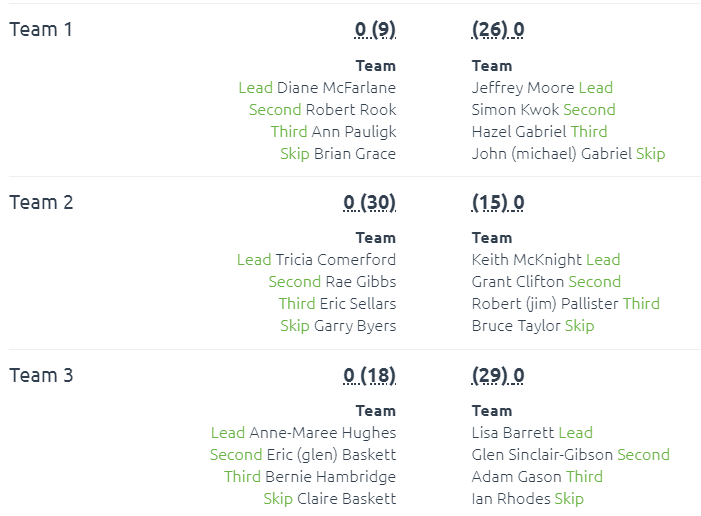 Team 1 0 (9) (26) 0
Team Team
Lead Diane McFarlane Jeffrey Moore Lead
Second Robert Rook Simon Kwok Second
Third Ann Pauligk Hazel Gabriel Third
Skip Brian Grace John (michael) Gabriel Skip
Team 2 0 (30) (15) 0
Team Team
Lead Tricia Comerford Keith McKnight Lead
Second Rae Gibbs Grant Clifton Second
Third Eric Sellars Robert (jim) Pallister Third
Skip Garry Byers Bruce Taylor Skip
Team 3 0 (18) (29) 0
Team Team
Lead Anne-Maree Hughes Lisa Barrett Lead
Second Eric (glen) Baskett Glen Sinclair-Gibson Second
Third Bernie Hambridge Adam Gason Third
Skip Claire Baskett Ian Rhodes Skip